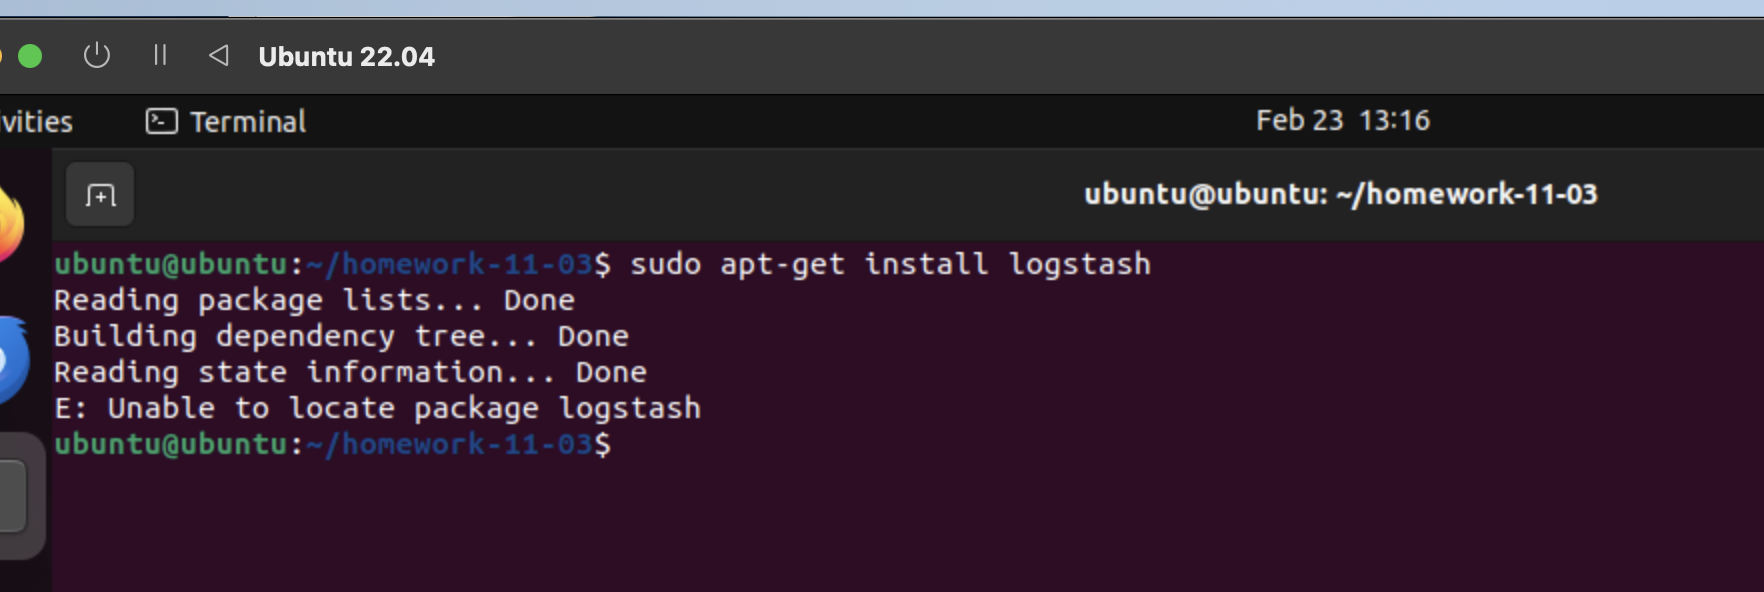 Ubuntu 22.04
vities
Terminal
Feb 23 13:16
ubuntu@ubuntu: ~/homework-11-03
ubuntu@ubuntu:~/homework-11-03$ sudo apt-get install logstash
Reading package lists... Done
Building dependency tree... Done
Reading state information... Done
E: Unable to locate package logstash
ubuntu@ubuntu:~/homework-11-03$